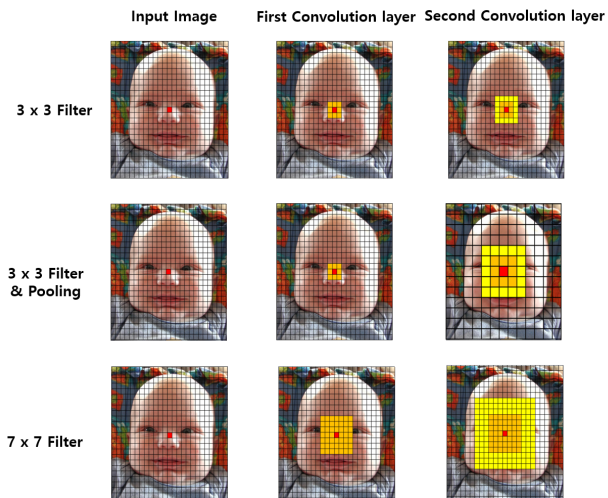 Input Image
First Convolution layer
Second Convolution layer
3 x 3 Filter
3 x 3 Filter
& Pooling
7 x 7 Filter